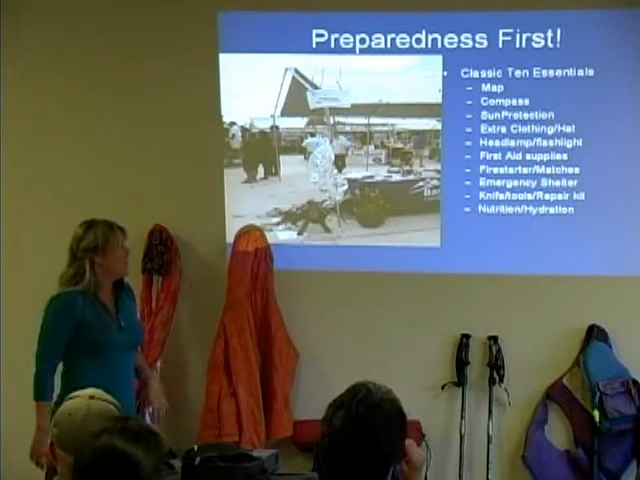 Preparedness First!
• Classic Ten Essentials
– Map
– Compass
– SunProtection
– Extra Clothing/Hat
– Headlamp/flashlight
– First Aid supplies
– Firestarter/Matches
– Emergency Shelter
– Knife/tools/Repair kit
– Nutrition/Hydration